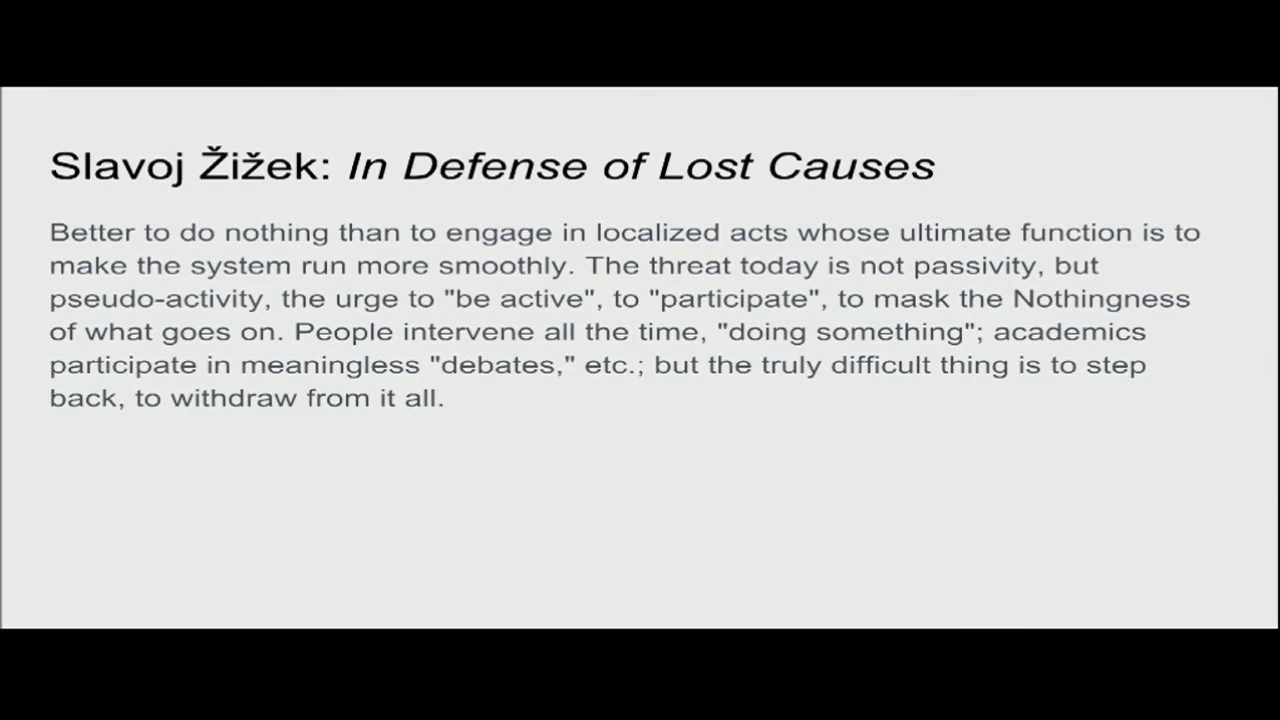 Slavoj Žižek: In Defense of Lost Causes
Better to do nothing than to engage in localized acts whose ultimate function is to
make the system run more smoothly. The threat today is not passivity, but
pseudo-activity, the urge to "be active", to "participate", to mask the Nothingness
of what goes on. People intervene all the time, "doing something"; academics
participate in meaningless "debates," etc.; but the truly difficult thing is to step
back, to withdraw from it all.